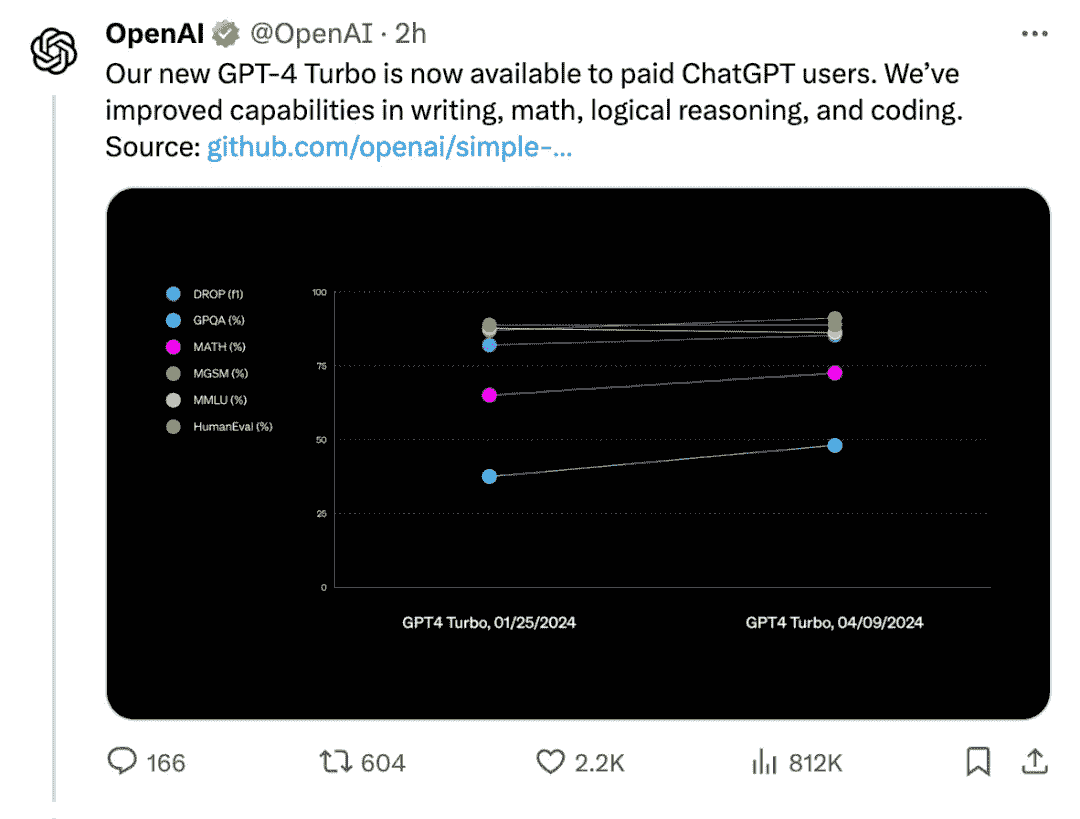 OpenAI @OpenAI · 2h
Our new GPT-4 Turbo is now available to paid ChatGPT users. We’ve
improved capabilities in writing, math, logical reasoning, and coding.
Source: github.com/openai/simple-…
DROP (f1)
GPQA (%)
MATH (%)
MGSM (%)
MMLU (%)
HumanEval (%)
100
75
50
25
0
GPT4 Turbo, 01/25/2024
GPT4 Turbo, 04/09/2024
166 604 2.2K 812K